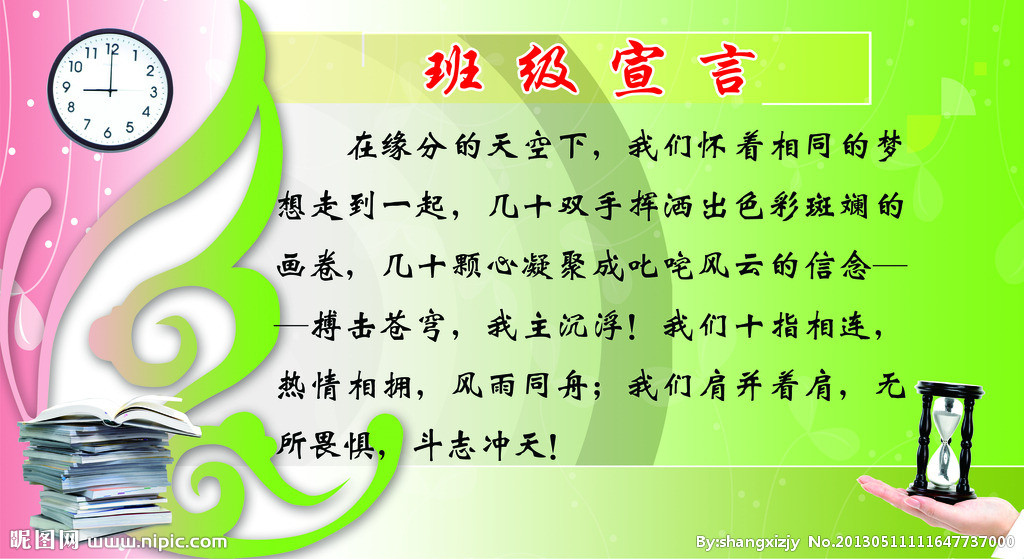 班级宣言
在缘分的天空下，我们怀着相同的梦
想走到一起，几十双手挥洒出色彩斑斓的
画卷，几十颗心凝聚成叱咤风云的信念—
—搏击苍穹，我主沉浮！我们十指相连，
热情相拥，风雨同舟；我们肩并着肩，无
所畏惧，斗志冲天！
12
1
2
3
4
5
6
7
8
9
10
11
昵图网 www.nipic.com
By:shangxizjy No.20130511111647737000